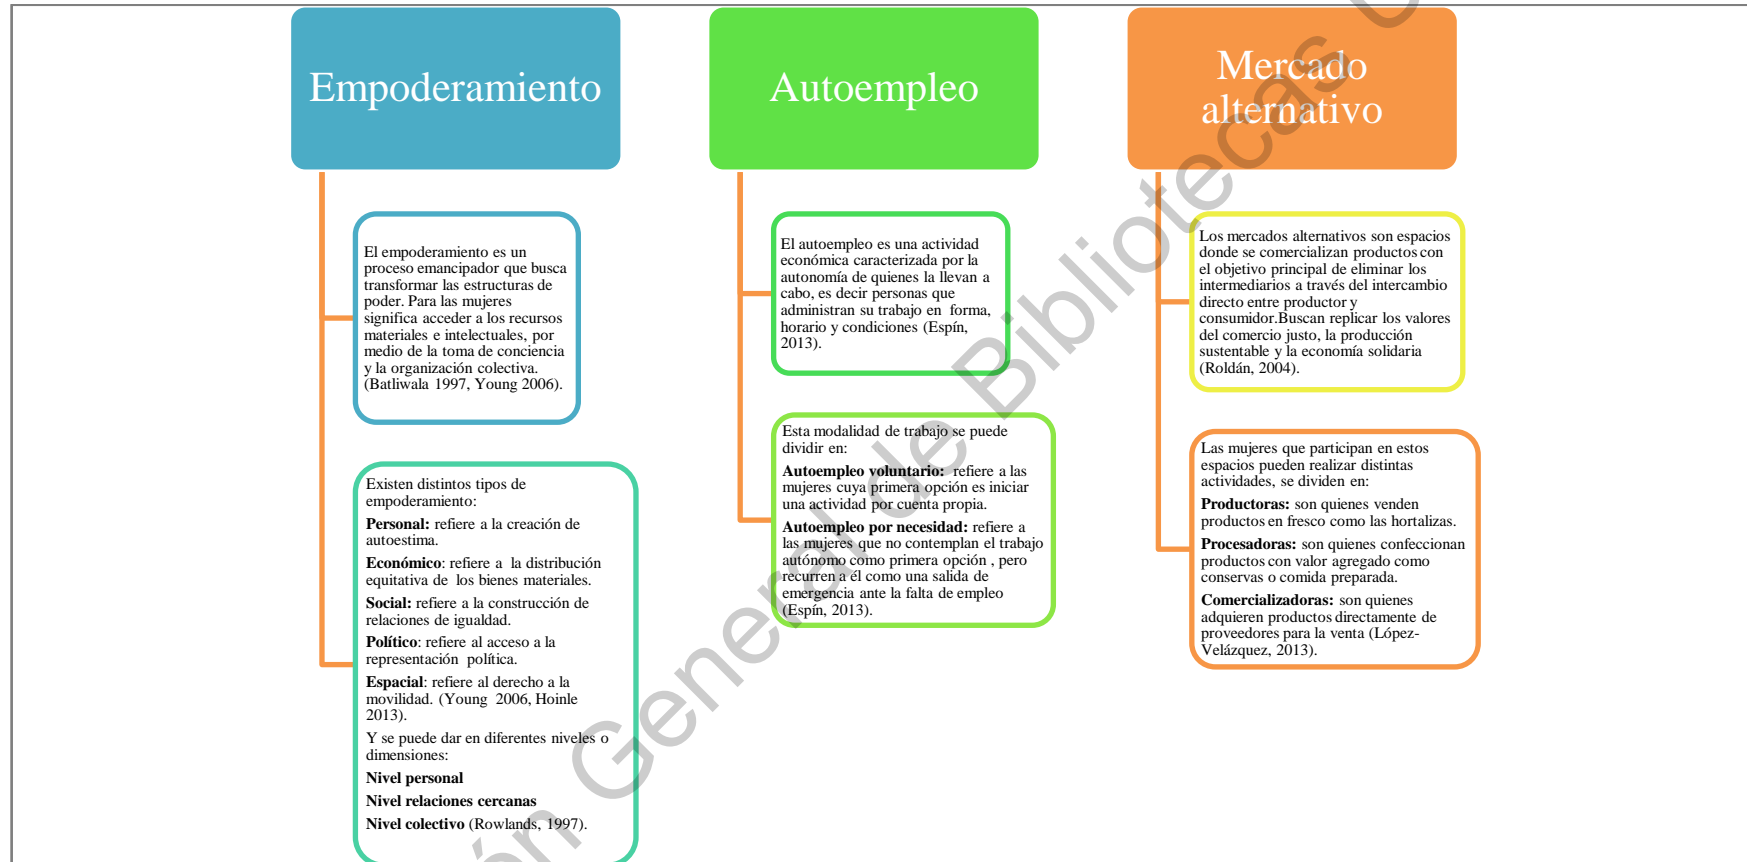 Empoderamiento
El empoderamiento es un
proceso emancipador que busca
transformar las estructuras de
poder. Para las mujeres
significa acceder a los recursos
materiales e intelectuales, por
medio de la toma de conciencia
y la organización colectiva.
(Batliwala 1997, Young 2006).
Existen distintos tipos de
empoderamiento:
Personal: refiere a la creación de
autoestima.
Económico: refiere a la distribución
equitativa de los bienes materiales.
Social: refiere a la construcción de
relaciones de igualdad.
Político: refiere al acceso a la
representación política.
Espacial: refiere al derecho a la
movilidad. (Young 2006, Hoinle
2013).
Y se puede dar en diferentes niveles o
dimensiones:
Nivel personal
Nivel relaciones cercanas
Nivel colectivo (Rowlands, 1997).
Autoempleo
El autoempleo es una actividad
económica caracterizada por la
autonomía de quienes la llevan a
cabo, es decir personas que
administran su trabajo en forma,
horario y condiciones (Espín,
2013).
Esta modalidad de trabajo se puede
dividir en:
Autoempleo voluntario: refiere a las
mujeres cuya primera opción es iniciar
una actividad por cuenta propia.
Autoempleo por necesidad: refiere a
las mujeres que no contemplan el trabajo
autónomo como primera opción , pero
recurren a él como una salida de
emergencia ante la falta de empleo
(Espín, 2013).
Mercado
alternativo
Los mercados alternativos son espacios
donde se comercializan productos con
el objetivo principal de eliminar los
intermediarios a través del intercambio
directo entre productor y
consumidor.Buscan replicar los valores
del comercio justo, la producción
sustentable y la economía solidaria
(Roldán, 2004).
Las mujeres que participan en estos
espacios pueden realizar distintas
actividades, se dividen en:
Productoras: son quienes venden
productos en fresco como las hortalizas.
Procesadoras: son quienes confeccionan
productos con valor agregado como
conservas o comida preparada.
Comercializadoras: son quienes
adquieren productos directamente de
proveedores para la venta (López-
Velázquez, 2013).
General de Bibliotecas